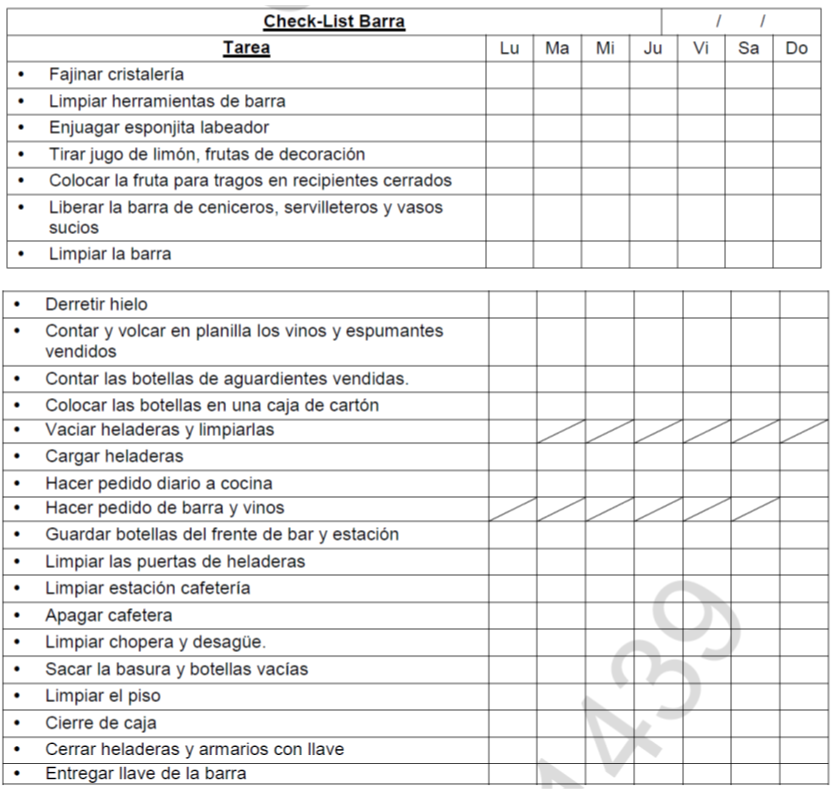 Check-List Barra / /
Tarea Lu Ma Mi Ju Vi Sa Do
• Fajinar cristalería
• Limpiar herramientas de barra
• Enjuagar esponjita labeador
• Tirar jugo de limón, frutas de decoración
• Colocar la fruta para tragos en recipientes cerrados
• Liberar la barra de ceniceros, servilleteros y vasos
sucios
• Limpiar la barra
• Derretir hielo
• Contar y volcar en planilla los vinos y espumantes
vendidos
• Contar las botellas de aguardientes vendidas.
• Colocar las botellas en una caja de cartón
• Vaciar heladeras y limpiarlas
• Cargar heladeras
• Hacer pedido diario a cocina
• Hacer pedido de barra y vinos
• Guardar botellas del frente de bar y estación
• Limpiar las puertas de heladeras
• Limpiar estación cafetería
• Apagar cafetera
• Limpiar chopera y desagüe.
• Sacar la basura y botellas vacías
• Limpiar el piso
• Cierre de caja
• Cerrar heladeras y armarios con llave
• Entregar llave de la barra
1439